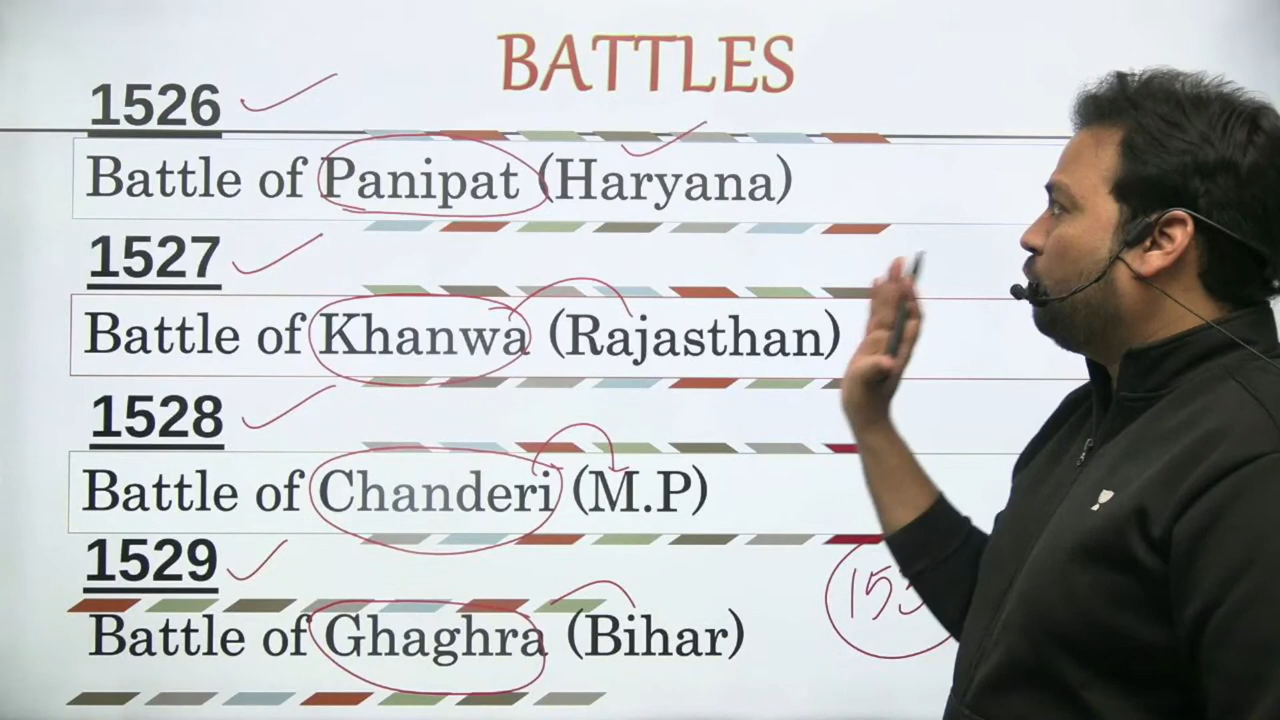 BATTLES
1526
Battle of Panipat (Haryana)
1527
Battle of Khanwa (Rajasthan)
1528
Battle of Chanderi (M.P)
1529
Battle of Ghaghra (Bihar)